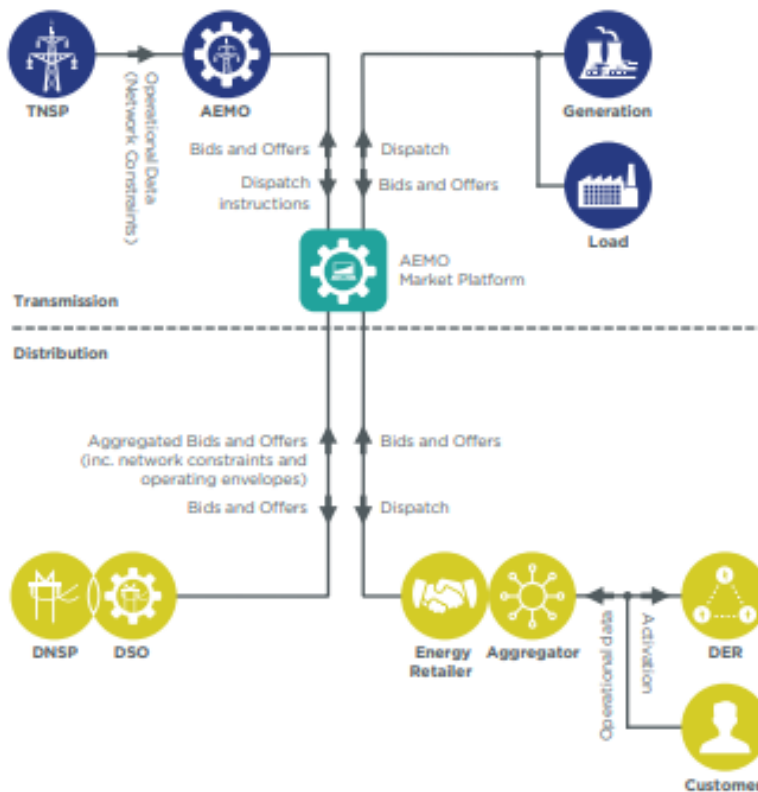 TNSP
Operational Data
(Network Constraints)
AEMO
Generation
Bids and Offers
Dispatch
Dispatch
instructions
Bids and Offers
Load
AEMO
Market Platform
Transmission
Distribution
Aggregated Bids and Offers
(inc. network constraints and
operating envelopes)
Bids and Offers
Bids and Offers
Dispatch
DNSP
DSO
Energy
Retailer
Aggregator
Operational data
Activation
DER
Customer